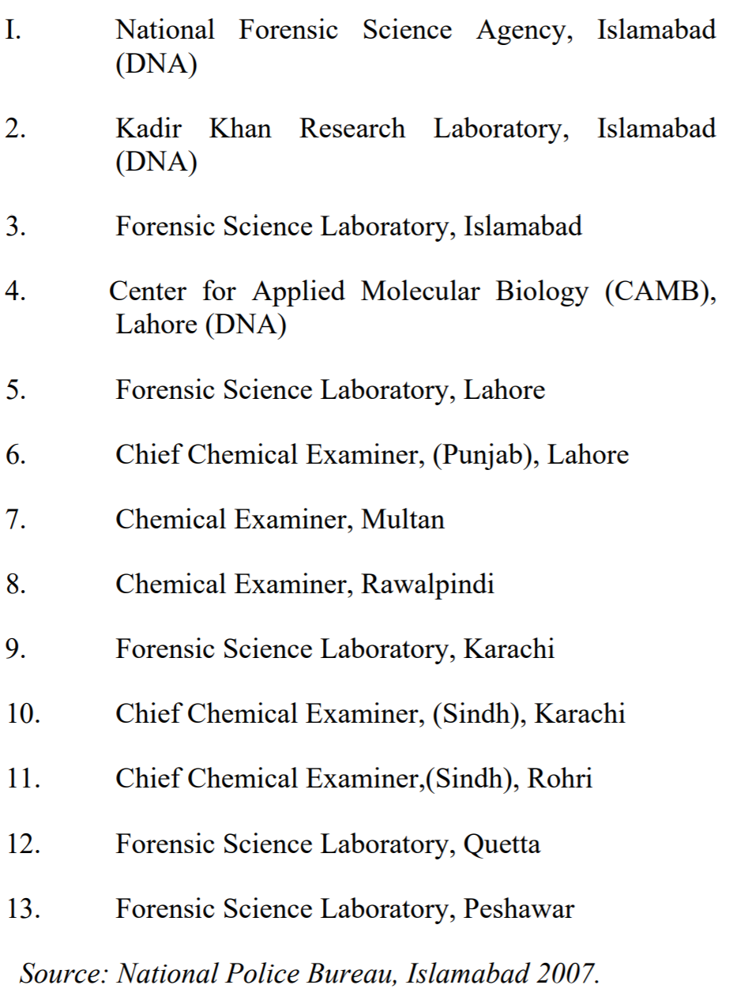 I. National Forensic Science Agency, Islamabad
(DNA)
2. Kadir Khan Research Laboratory, Islamabad
(DNA)
3. Forensic Science Laboratory, Islamabad
4. Center for Applied Molecular Biology (CAMB),
Lahore (DNA)
5. Forensic Science Laboratory, Lahore
6. Chief Chemical Examiner, (Punjab), Lahore
7. Chemical Examiner, Multan
8. Chemical Examiner, Rawalpindi
9. Forensic Science Laboratory, Karachi
10. Chief Chemical Examiner, (Sindh), Karachi
11. Chief Chemical Examiner,(Sindh), Rohri
12. Forensic Science Laboratory, Quetta
13. Forensic Science Laboratory, Peshawar
Source: National Police Bureau, Islamabad 2007.